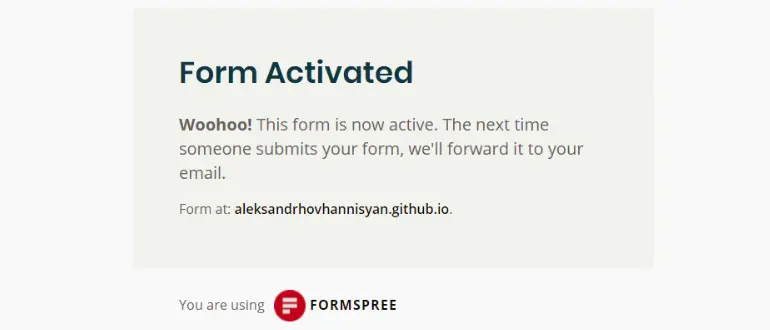 Form Activated
Woohoo! This form is now active. The next time
someone submits your form, we'll forward it to your
email.
Form at: aleksandrhovhannisyan.github.io.
You are using FORMSPREE